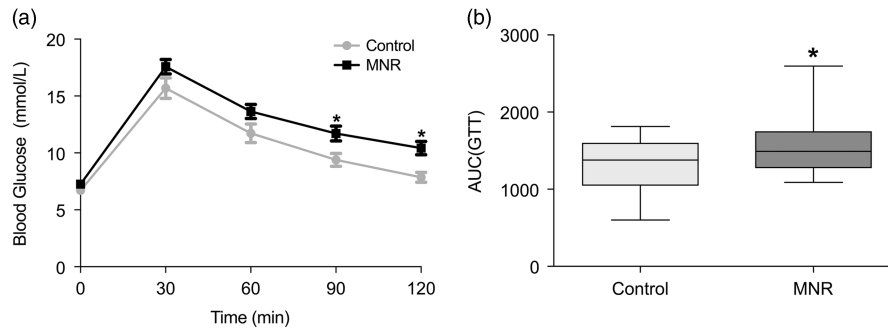 (a)
Blood Glucose (mmol/L)
20
15
10
5
0
Control
MNR
*
*
0
30
60
90
120
Time (min)
(b)
AUC(GTT)
3000
2000
1000
0
*
Control
MNR